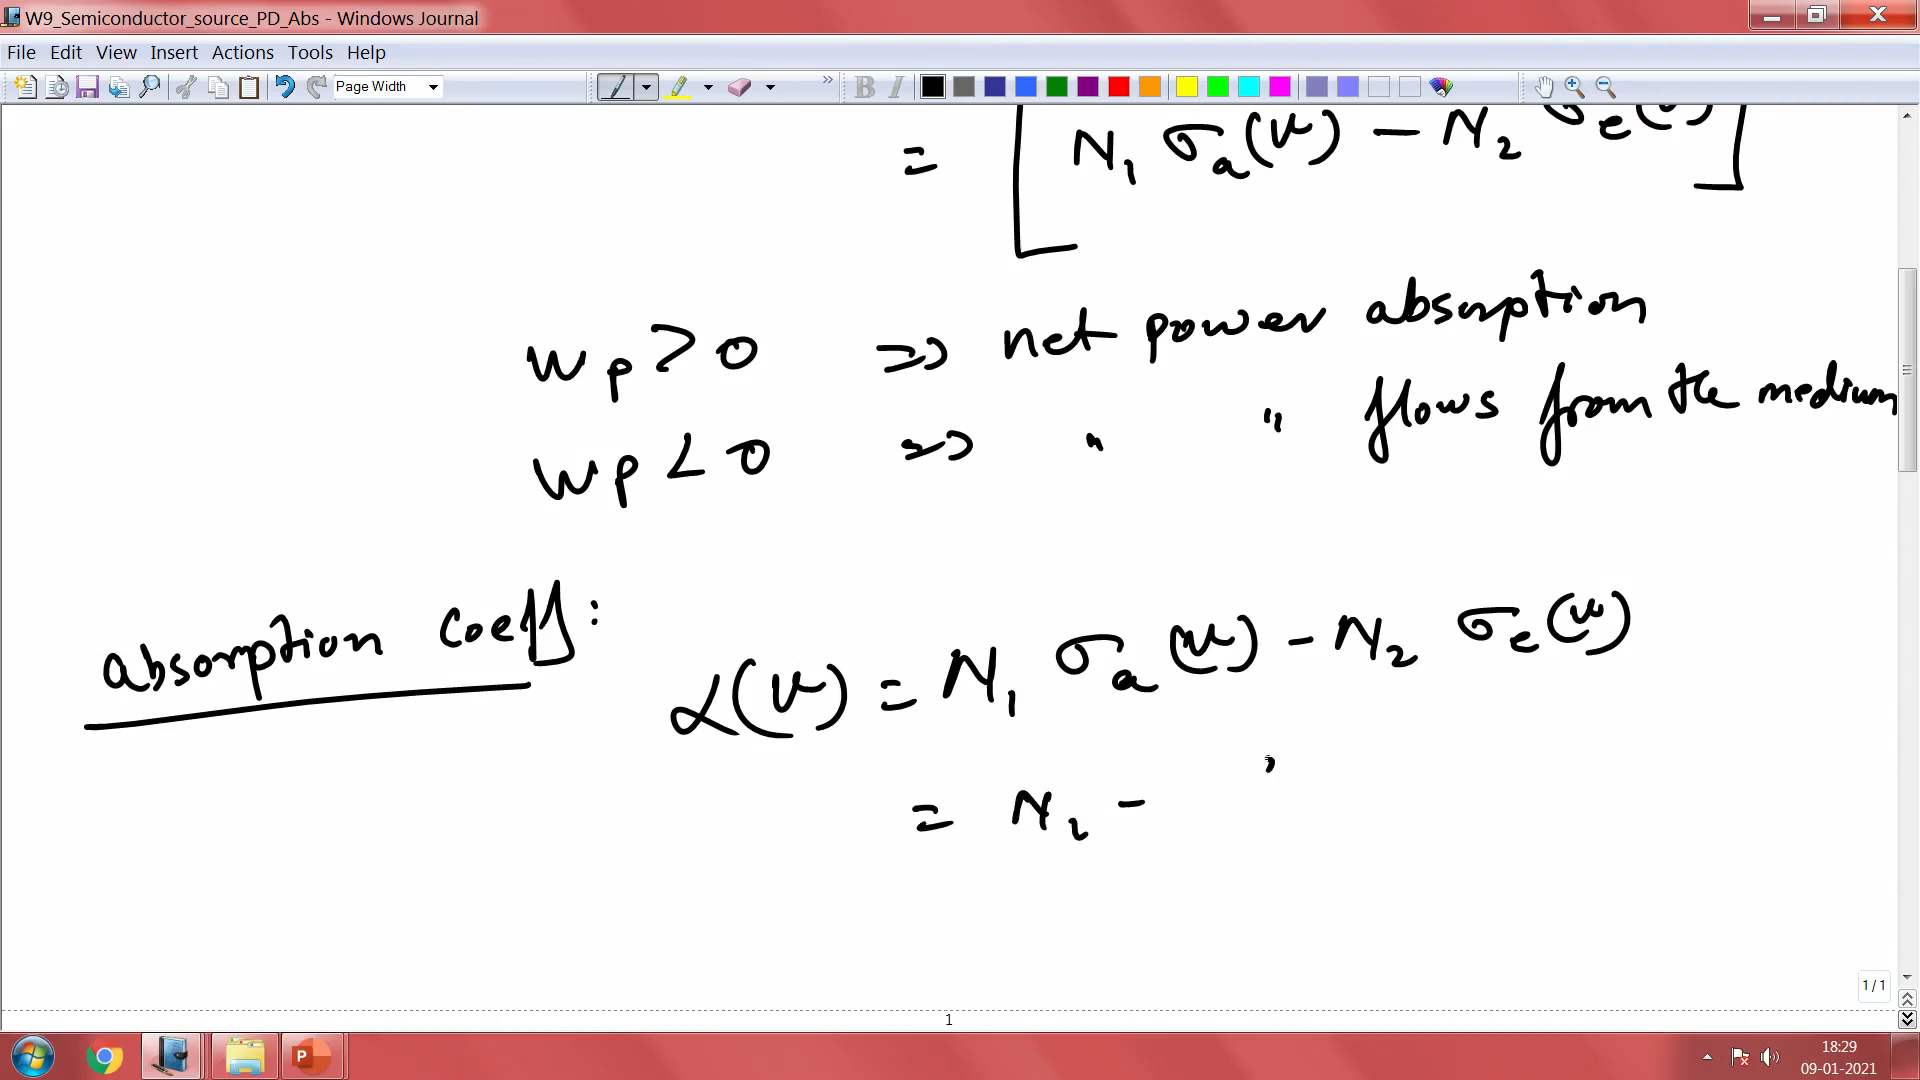 W9_Semiconductor_source_PD_Abs - Windows Journal
File Edit View Insert Actions Tools Help
Page Width
= [N₁ σₐ(ν) − N₂ σₑ(ν)]
Wp > 0 => net power absorption
Wp < 0 => " " flows from the medium
absorption coeff:
α(ν) = N₁ σₐ(ν) − N₂ σₑ(ν)
= N₂ −
1 / 1
1
18:29
09-01-2021